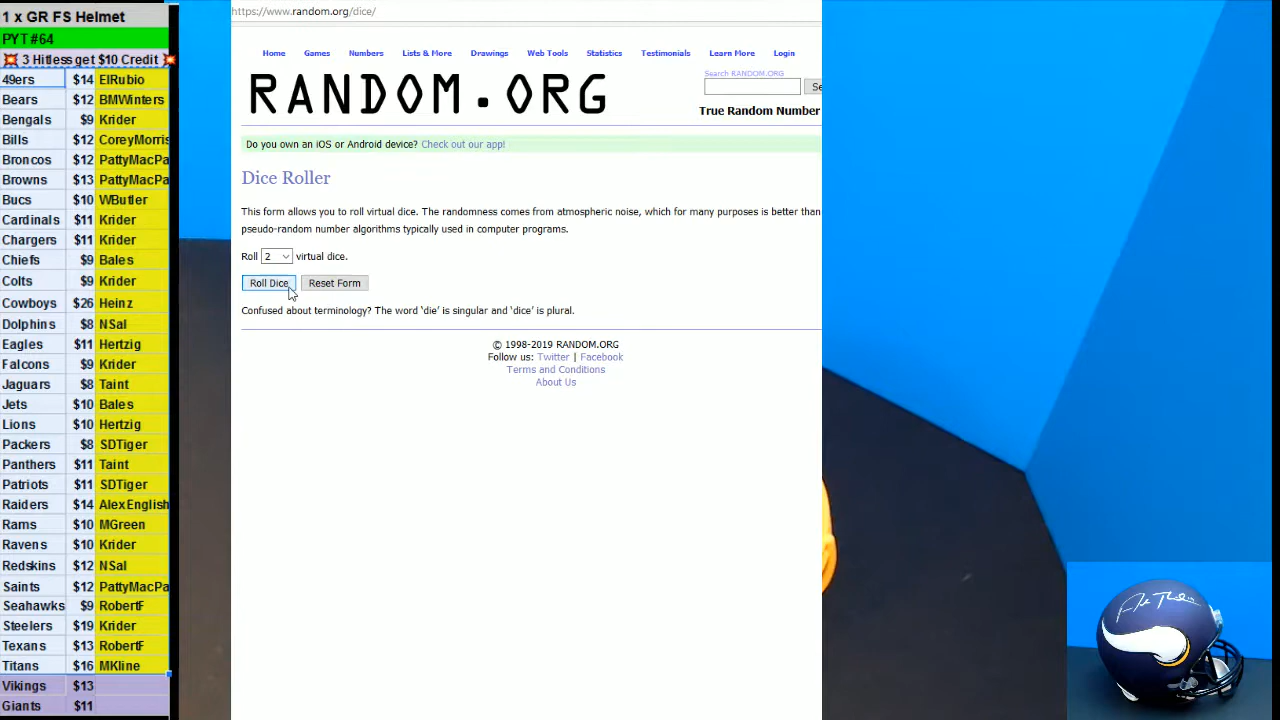 1 x GR FS Helmet
PYT #64
💥 3 Hitless get $10 Credit 💥
49ers $14 ElRubio
Bears $12 BMWinters
Bengals $9 Krider
Bills $12 CoreyMorris
Broncos $12 PattyMacPa
Browns $13 PattyMacPa
Bucs $10 WButler
Cardinals $11 Krider
Chargers $11 Krider
Chiefs $9 Bales
Colts $9 Krider
Cowboys $26 Heinz
Dolphins $8 NSal
Eagles $11 Hertzig
Falcons $9 Krider
Jaguars $8 Taint
Jets $10 Bales
Lions $10 Hertzig
Packers $8 SDTiger
Panthers $11 Taint
Patriots $11 SDTiger
Raiders $14 AlexEnglish
Rams $10 MGreen
Ravens $10 Krider
Redskins $12 NSal
Saints $12 PattyMacPa
Seahawks $9 RobertF
Steelers $19 Krider
Texans $13 RobertF
Titans $16 MKline
Vikings $13
Giants $11
https://www.random.org/dice/
Home Games Numbers Lists & More Drawings Web Tools Statistics Testimonials Learn More Login
RANDOM.ORG
Search RANDOM.ORG
Se
True Random Number
Do you own an iOS or Android device? Check out our app!
Dice Roller
This form allows you to roll virtual dice. The randomness comes from atmospheric noise, which for many purposes is better than
pseudo-random number algorithms typically used in computer programs.
Roll 2 virtual dice.
Roll Dice Reset Form
Confused about terminology? The word ‘die’ is singular and ‘dice’ is plural.
© 1998-2019 RANDOM.ORG
Follow us: Twitter | Facebook
Terms and Conditions
About Us